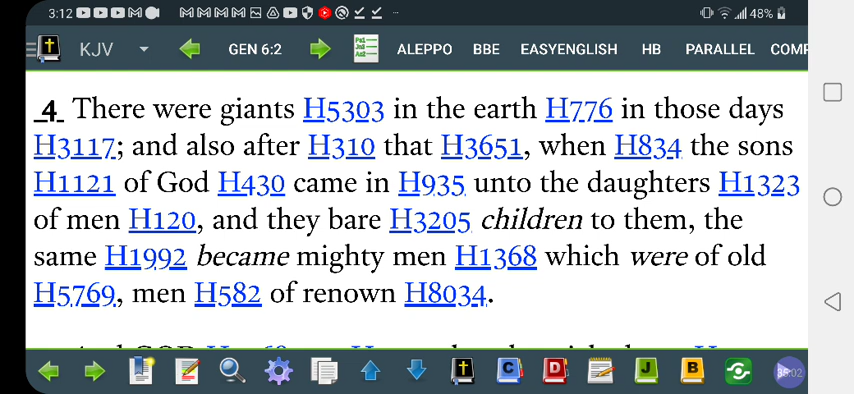 3:12 48%
KJV GEN 6:2 ALEPPO BBE EASYENGLISH HB PARALLEL
4 There were giants H5303 in the earth H776 in those days
H3117; and also after H310 that H3651, when H834 the sons
H1121 of God H430 came in H935 unto the daughters H1323
of men H120, and they bare H3205 children to them, the
same H1992 became mighty men H1368 which were of old
H5769, men H582 of renown H8034.
C D J B 38:02